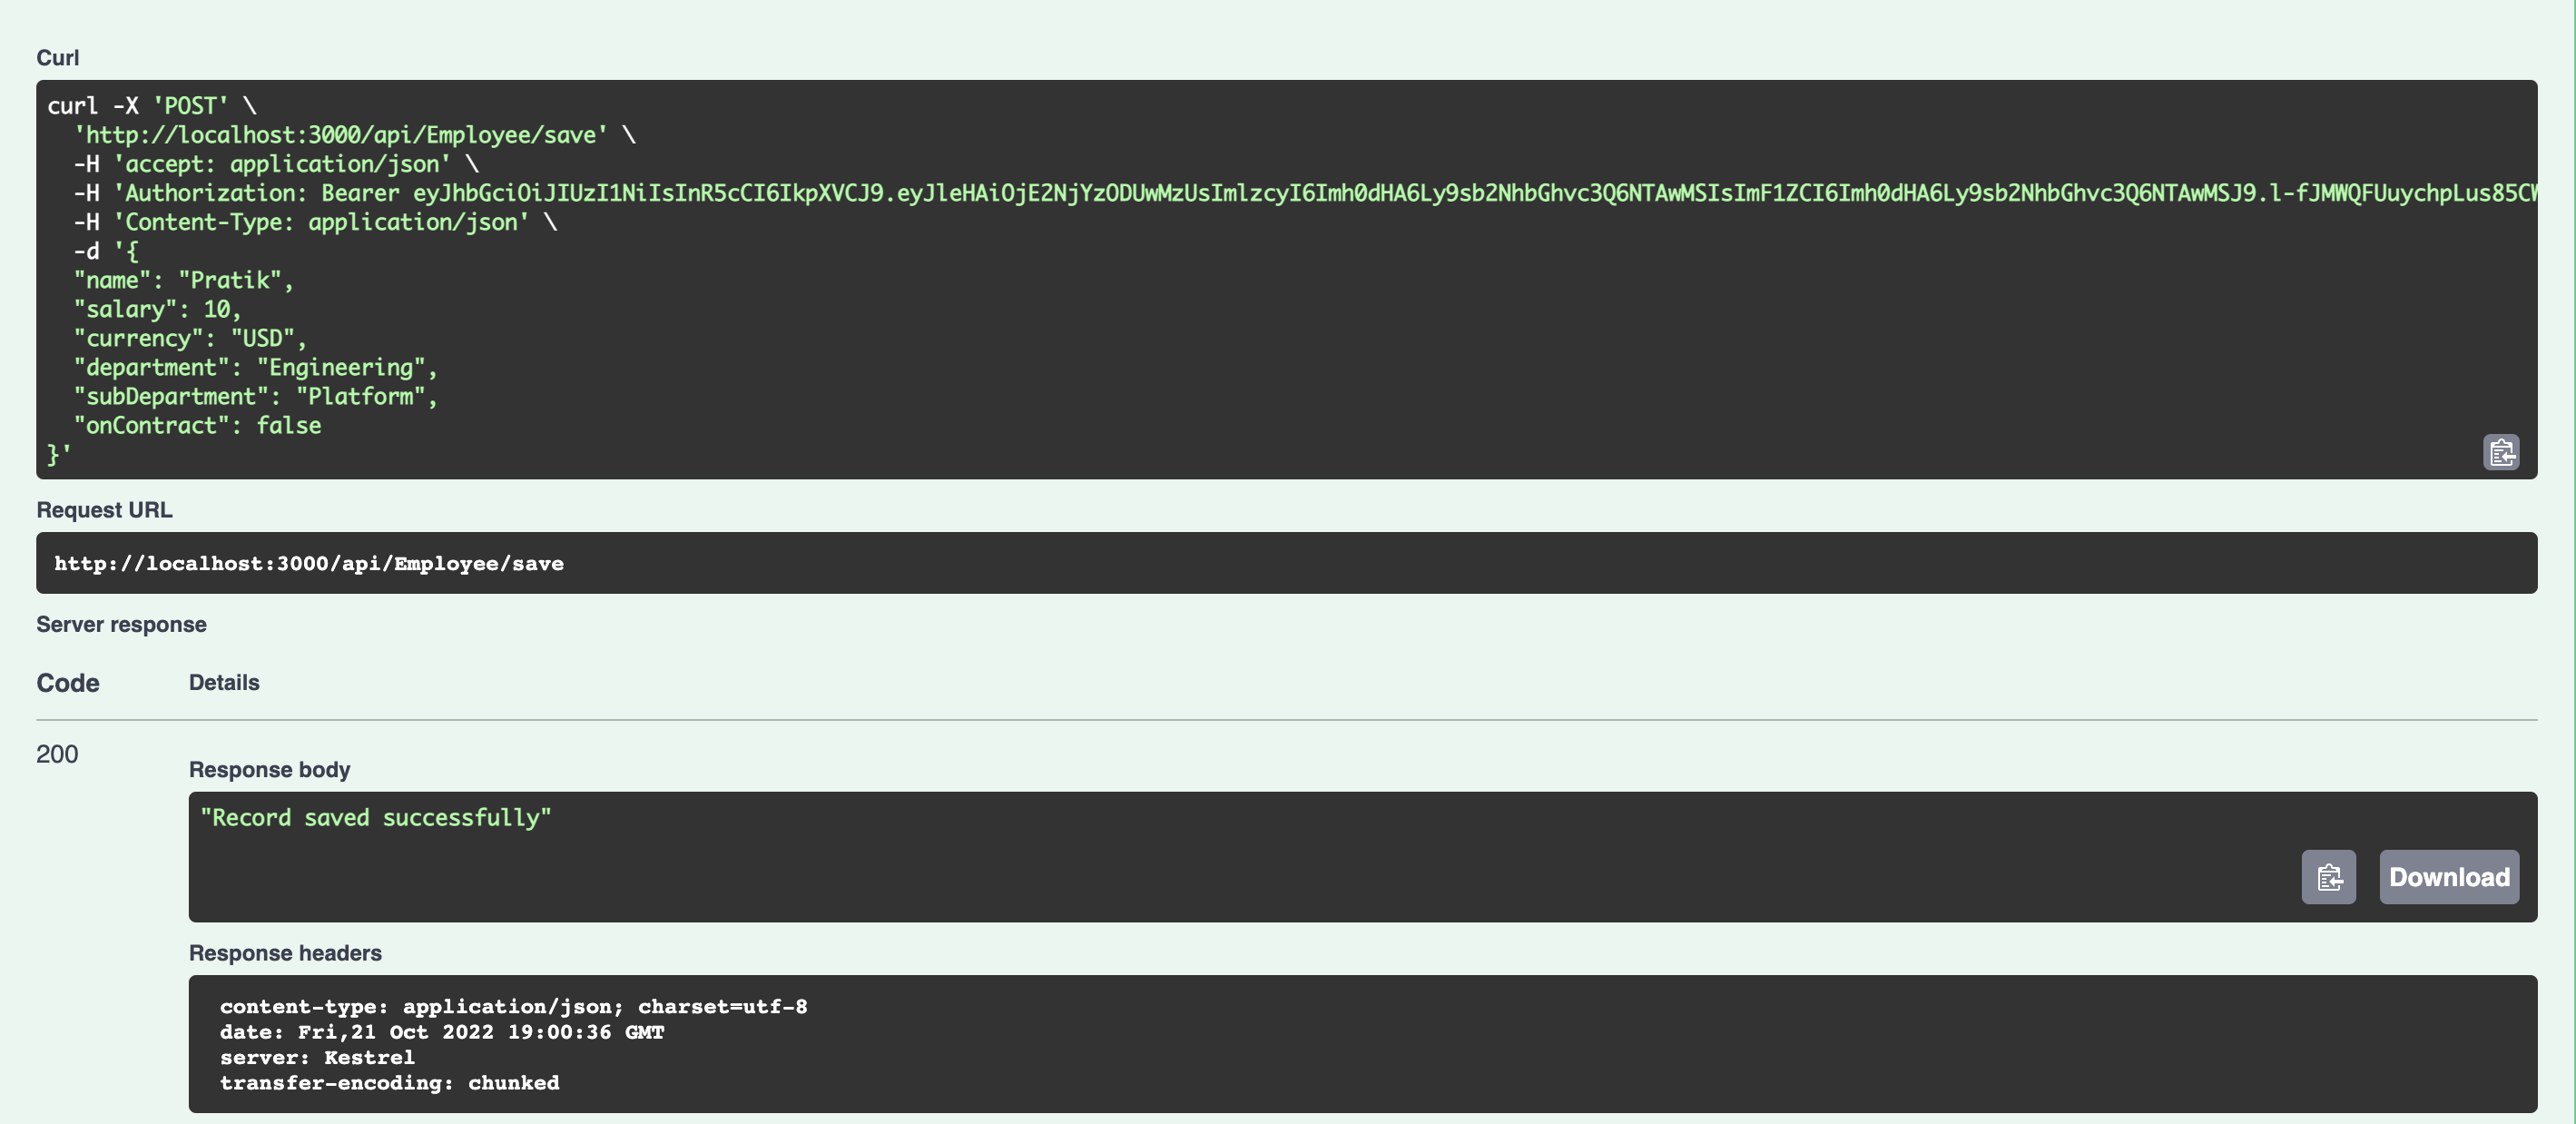 Curl
curl -X 'POST' \
'http://localhost:3000/api/Employee/save' \
-H 'accept: application/json' \
-H 'Authorization: Bearer eyJhbGciOiJIUzI1NiIsInR5cCI6IkpXVCJ9.eyJleHAiOjE2NjYzODUwMzUsImlzcyI6Imh0dHA6Ly9sb2NhbGhvc3Q6NTAwMSIsImF1ZCI6Imh0dHA6Ly9sb2NhbGhvc3Q6NTAwMSJ9.l-fJMWQFUuychpLus85CW
-H 'Content-Type: application/json' \
-d '{
"name": "Pratik",
"salary": 10,
"currency": "USD",
"department": "Engineering",
"subDepartment": "Platform",
"onContract": false
}'
Request URL
http://localhost:3000/api/Employee/save
Server response
Code Details
200
Response body
"Record saved successfully"
Download
Response headers
content-type: application/json; charset=utf-8
date: Fri,21 Oct 2022 19:00:36 GMT
server: Kestrel
transfer-encoding: chunked